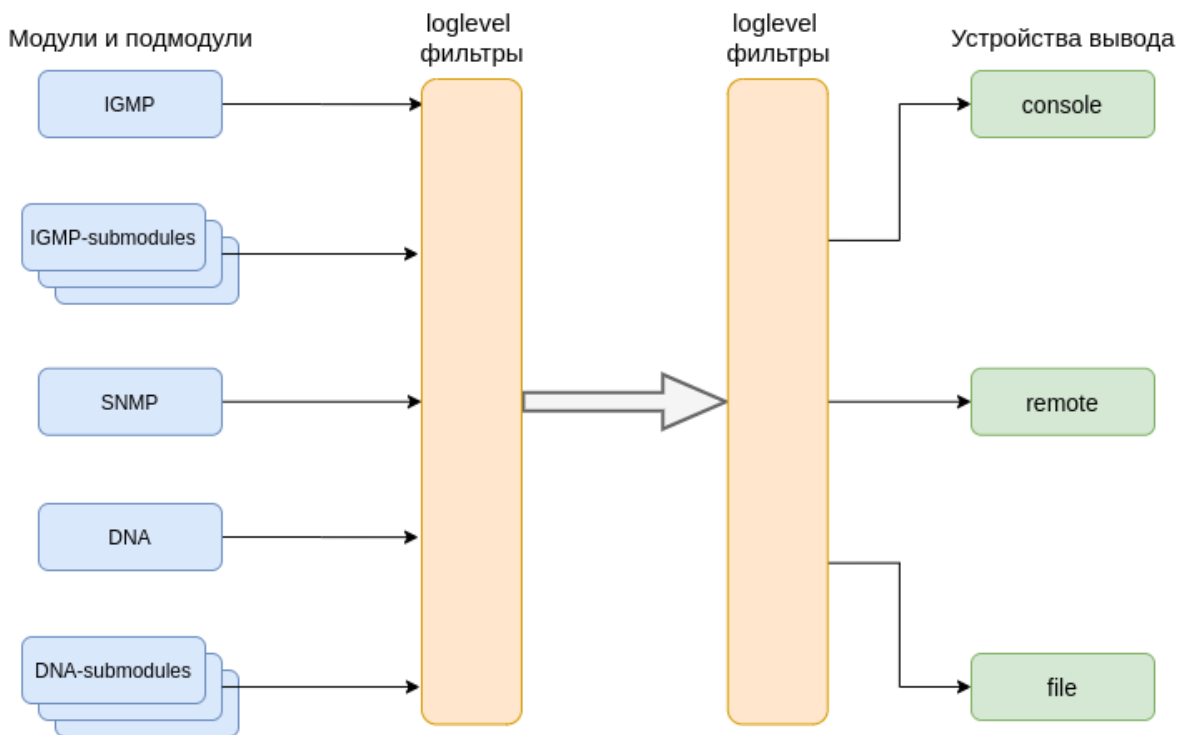 Модули и подмодули
loglevel
фильтры
loglevel
фильтры
Устройства вывода
IGMP
console
IGMP-submodules
SNMP
remote
DNA
DNA-submodules
file